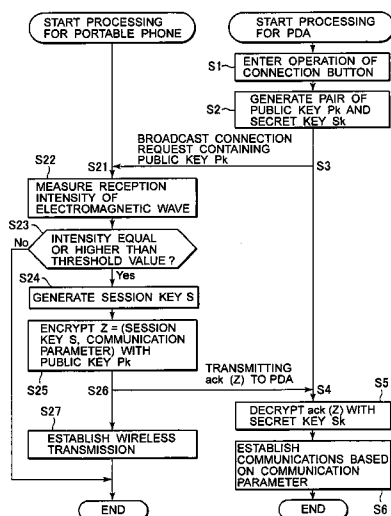 START PROCESSING
FOR PORTABLE PHONE
START PROCESSING
FOR PDA
S1
ENTER OPERATION OF
CONNECTION BUTTON
S2
GENERATE PAIR OF
PUBLIC KEY Pk AND
SECRET KEY Sk
BROADCAST CONNECTION
REQUEST CONTAINING
PUBLIC KEY Pk
S22
S21
S3
MEASURE RECEPTION
INTENSITY OF
ELECTROMAGNETIC WAVE
S23
No
INTENSITY EQUAL
OR HIGHER THAN
THRESHOLD VALUE ?
S24
Yes
GENERATE SESSION KEY S
ENCRYPT Z = (SESSION
KEY S, COMMUNICATION
PARAMETER) WITH
PUBLIC KEY Pk
TRANSMITTING
ack (Z) TO PDA
S25
S26
S4
S5
S27
DECRYPT ack (Z) WITH
SECRET KEY Sk
ESTABLISH WIRELESS
TRANSMISSION
ESTABLISH
COMMUNICATIONS BASED
ON COMMUNICATION
PARAMETER
S6
END
END